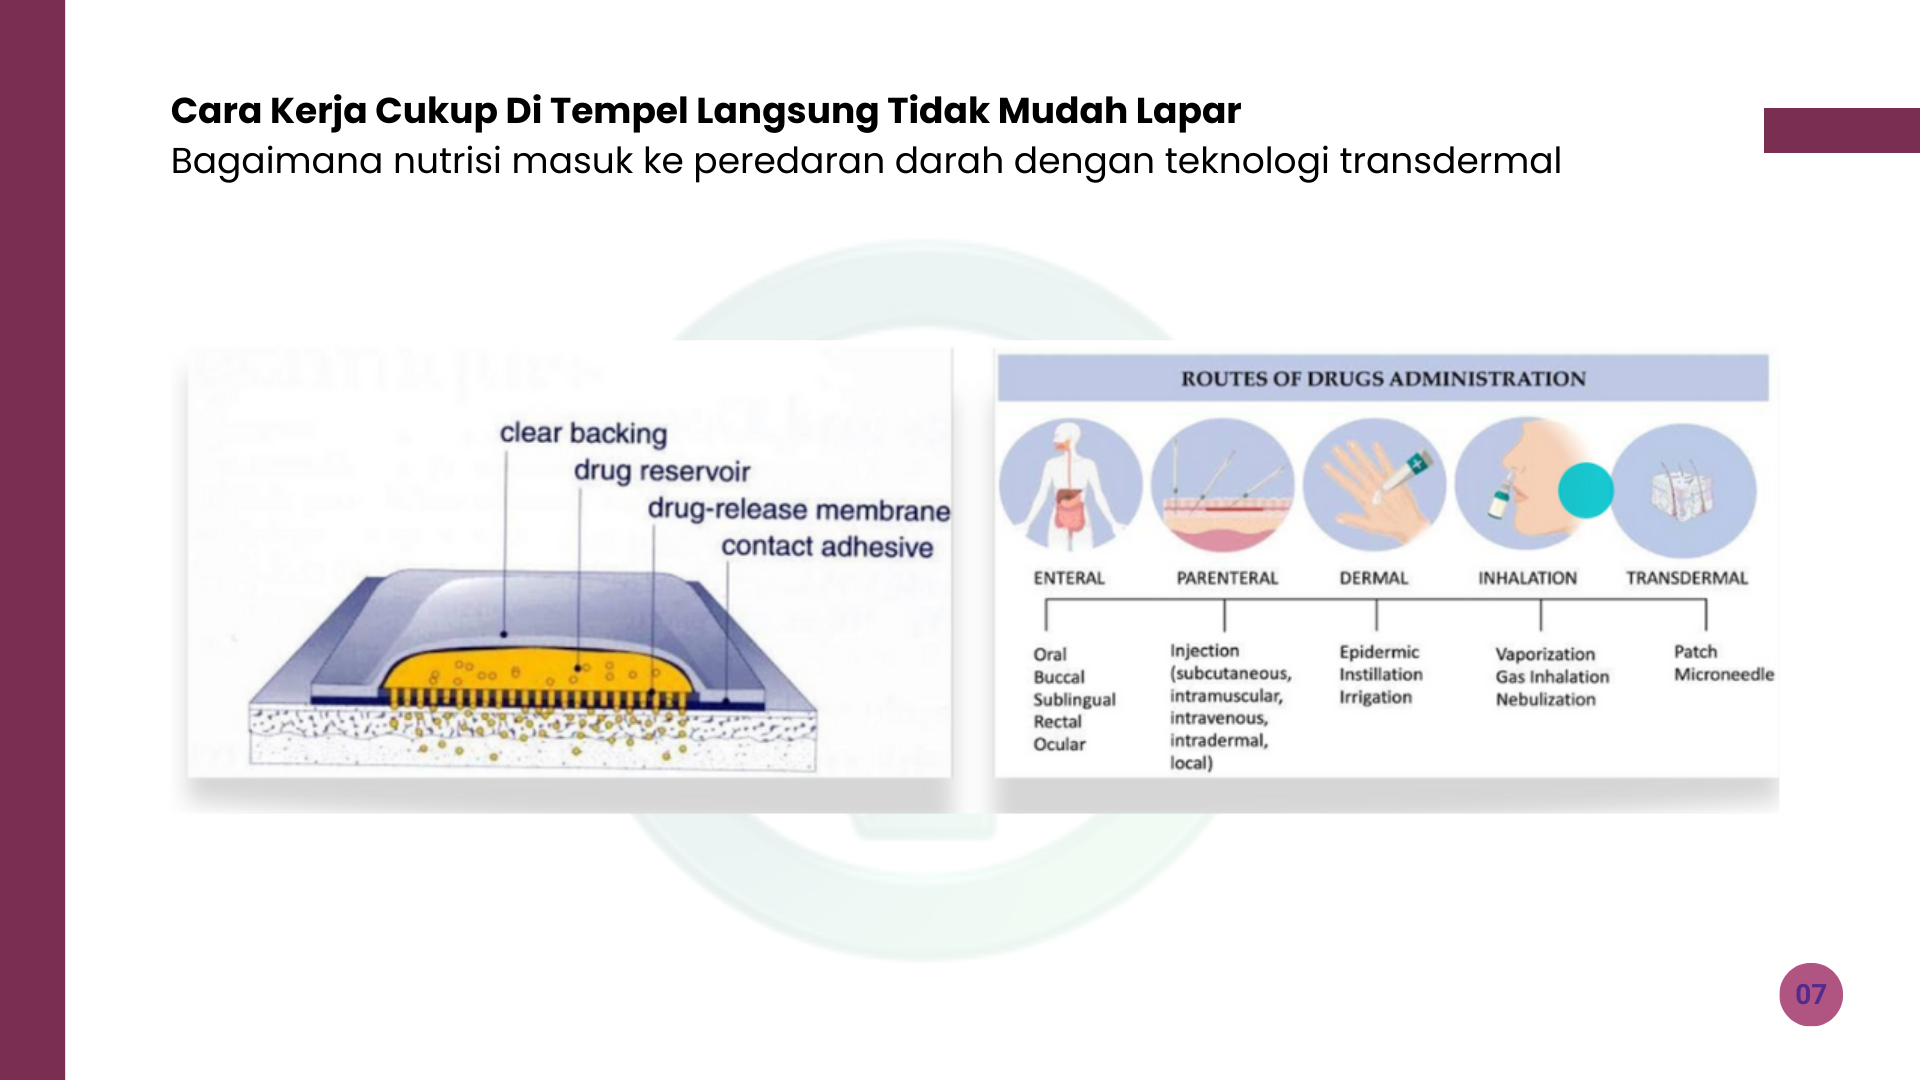 Cara Kerja Cukup Di Tempel Langsung Tidak Mudah Lapar
Bagaimana nutrisi masuk ke peredaran darah dengan teknologi transdermal
clear backing
drug reservoir
drug-release membrane
contact adhesive
ROUTES OF DRUGS ADMINISTRATION
ENTERAL
PARENTERAL
DERMAL
INHALATION
TRANSDERMAL
Oral
Buccal
Sublingual
Rectal
Ocular
Injection
(subcutaneous,
intramuscular,
intravenous,
intradermal,
local)
Epidermic
Instillation
Irrigation
Vaporization
Gas Inhalation
Nebulization
Patch
Microneedle
07